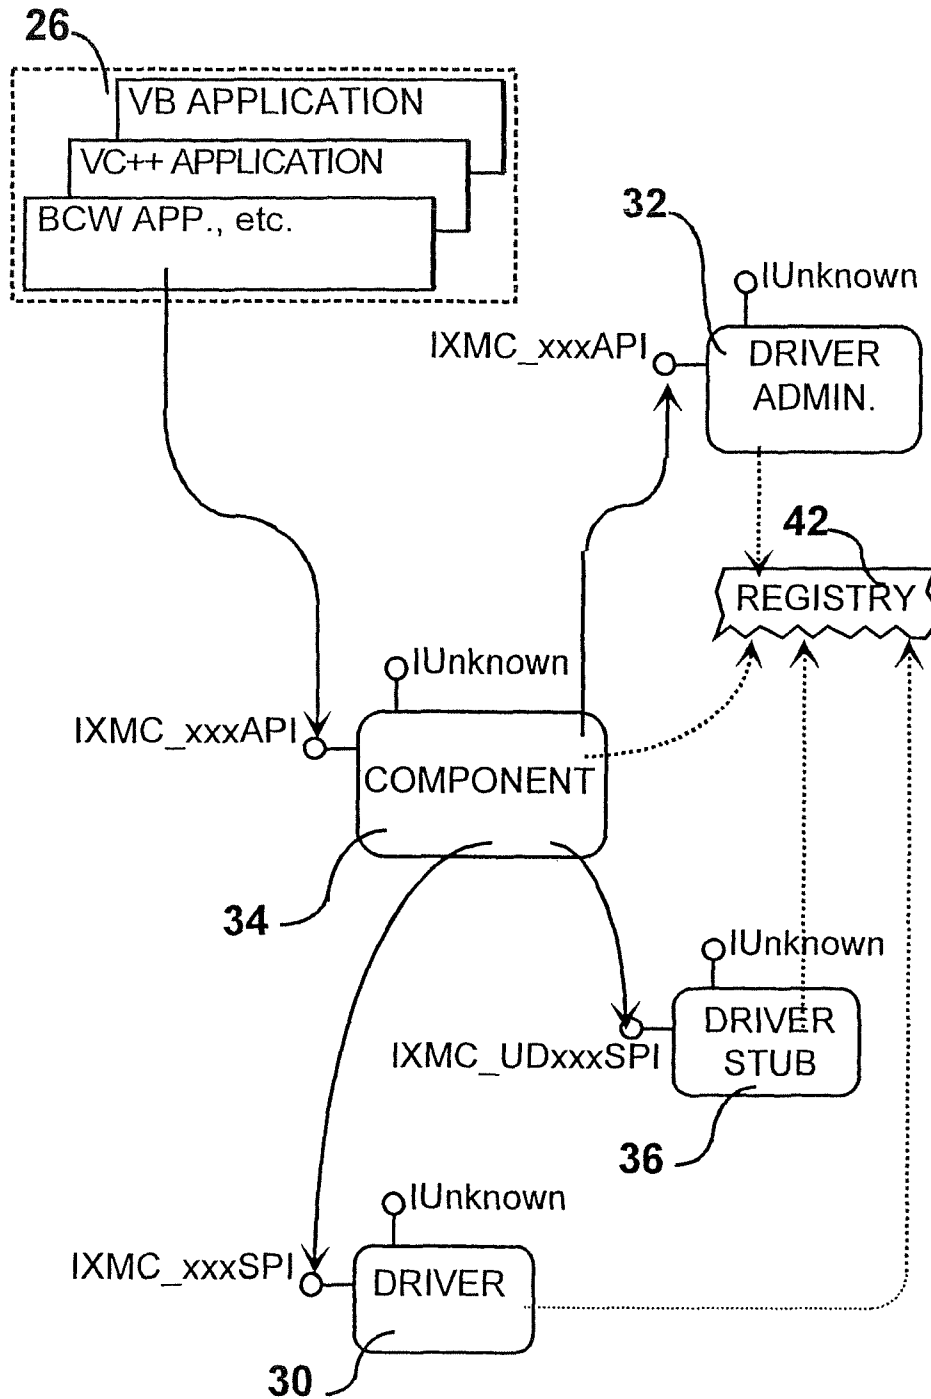 26
VB APPLICATION
VC++ APPLICATION
BCW APP., etc.
32
IUnknown
IXMC_xxxAPI
DRIVER
ADMIN.
42
REGISTRY
IUnknown
IXMC_xxxAPI
COMPONENT
34
IUnknown
DRIVER
STUB
IXMC_UDxxxSPI
36
IUnknown
IXMC_xxxSPI
DRIVER
30